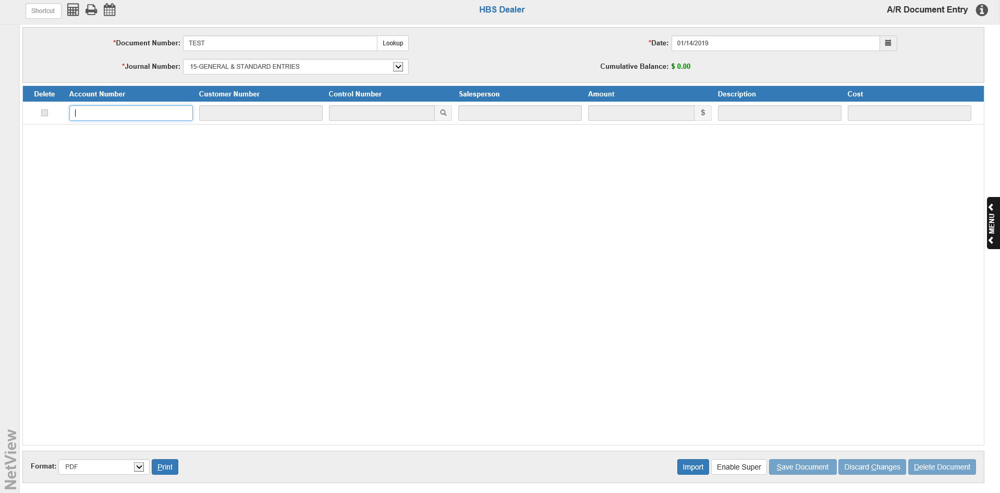 Shortcut
HBS Dealer
A/R Document Entry
*Document Number: TEST Lookup
*Date: 01/14/2019
*Journal Number: 15-GENERAL & STANDARD ENTRIES
Cumulative Balance: $ 0.00
Delete Account Number Customer Number Control Number Salesperson Amount Description Cost
$
MENU
NetView
Format: PDF Print
Import Enable Super Save Document Discard Changes Delete Document